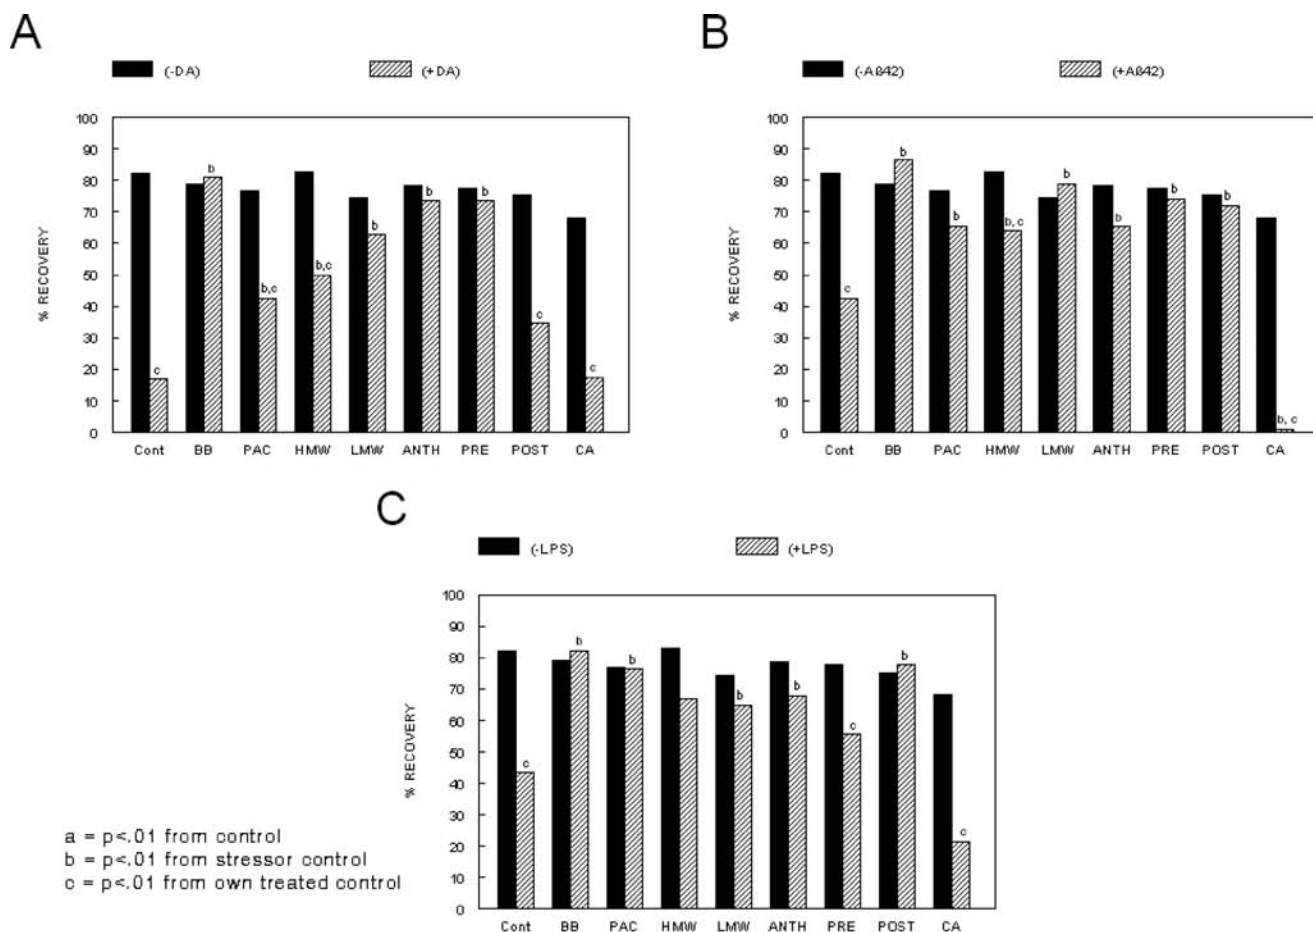 A
(-DA) (+DA)
100
90
80
70
60
50
40
30
20
10
0
% RECOVERY
c b b,c b,c b b b c c
Cont BB PAC HMW LMW ANTH PRE POST CA
B
(-Aß42) (+Aß42)
100
90
80
70
60
50
40
30
20
10
0
% RECOVERY
c b b b, c b b b b b, c
Cont BB PAC HMW LMW ANTH PRE POST CA
C
(-LPS) (+LPS)
100
90
80
70
60
50
40
30
20
10
0
% RECOVERY
c b b b b c b c
Cont BB PAC HMW LMW ANTH PRE POST CA
a = p<.01 from control
b = p<.01 from stressor control
c = p<.01 from own treated control